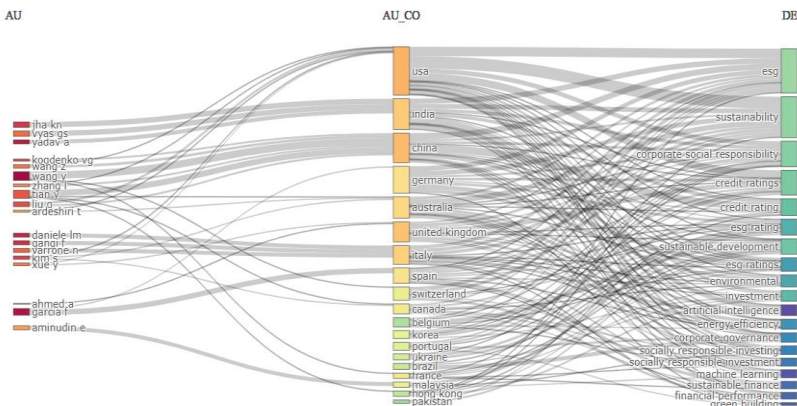 AU
AU_CO
DE
jha kn
vyas gs
yadav a
kogdenko vg
wang z
wang y
zhang l
tian y
liu g
ardeshiri t
daniele lm
gangi f
varrone n
kim s
xue y
ahmed a
garcia f
aminudin e
usa
india
china
germany
australia
united kingdom
italy
spain
switzerland
canada
belgium
korea
portugal
ukraine
brazil
france
malaysia
hong kong
pakistan
esg
sustainability
corporate social responsibility
credit ratings
credit rating
esg rating
sustainable development
esg ratings
environmental
investment
artificial intelligence
energy efficiency
corporate governance
socially responsible investing
socially responsible investment
machine learning
sustainable finance
financial performance
green building